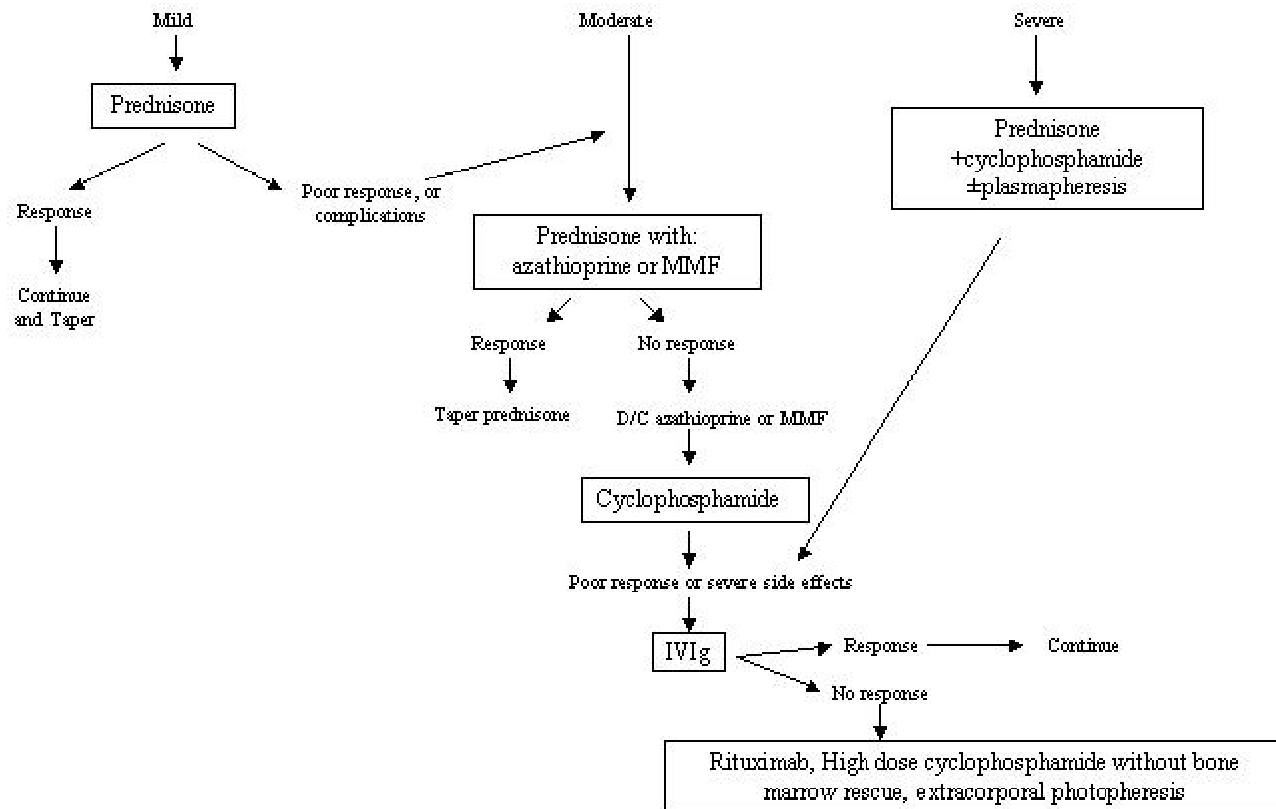 Mild
Moderate
Severe
Prednisone
Prednisone
+cyclophosphamide
±plasmapheresis
Response
Poor response, or
complications
Continue
and Taper
Prednisone with:
azathioprine or MMF
Response
No response
Taper prednisone
D/C azathioprine or MMF
Cyclophosphamide
Poor response or severe side effects
IVIg
Response
Continue
No response
Rituximab, High dose cyclophosphamide without bone
marrow rescue, extracorporal photopheresis